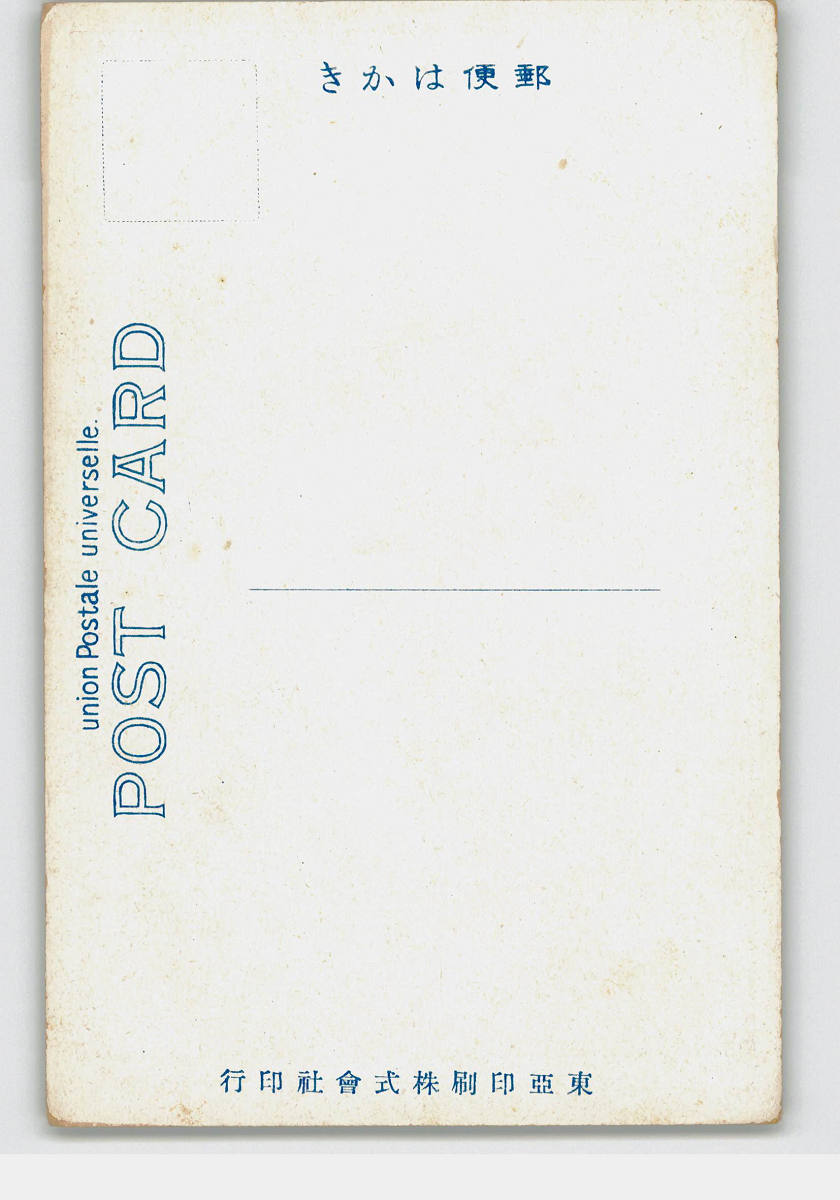 郵便はかき
union Postale universelle.
POST CARD
東亞印刷株式會社印行